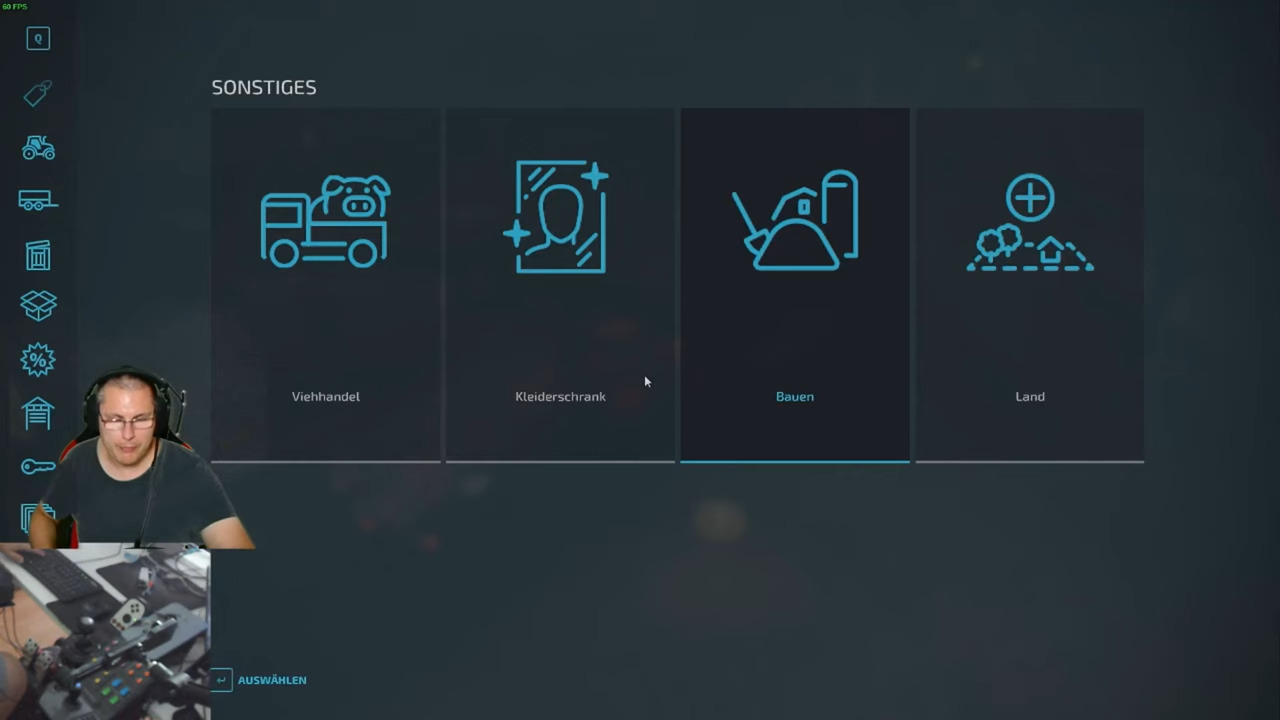 60 FPS
Q
SONSTIGES
%
Viehhandel
Kleiderschrank
Bauen
Land
AUSWÄHLEN